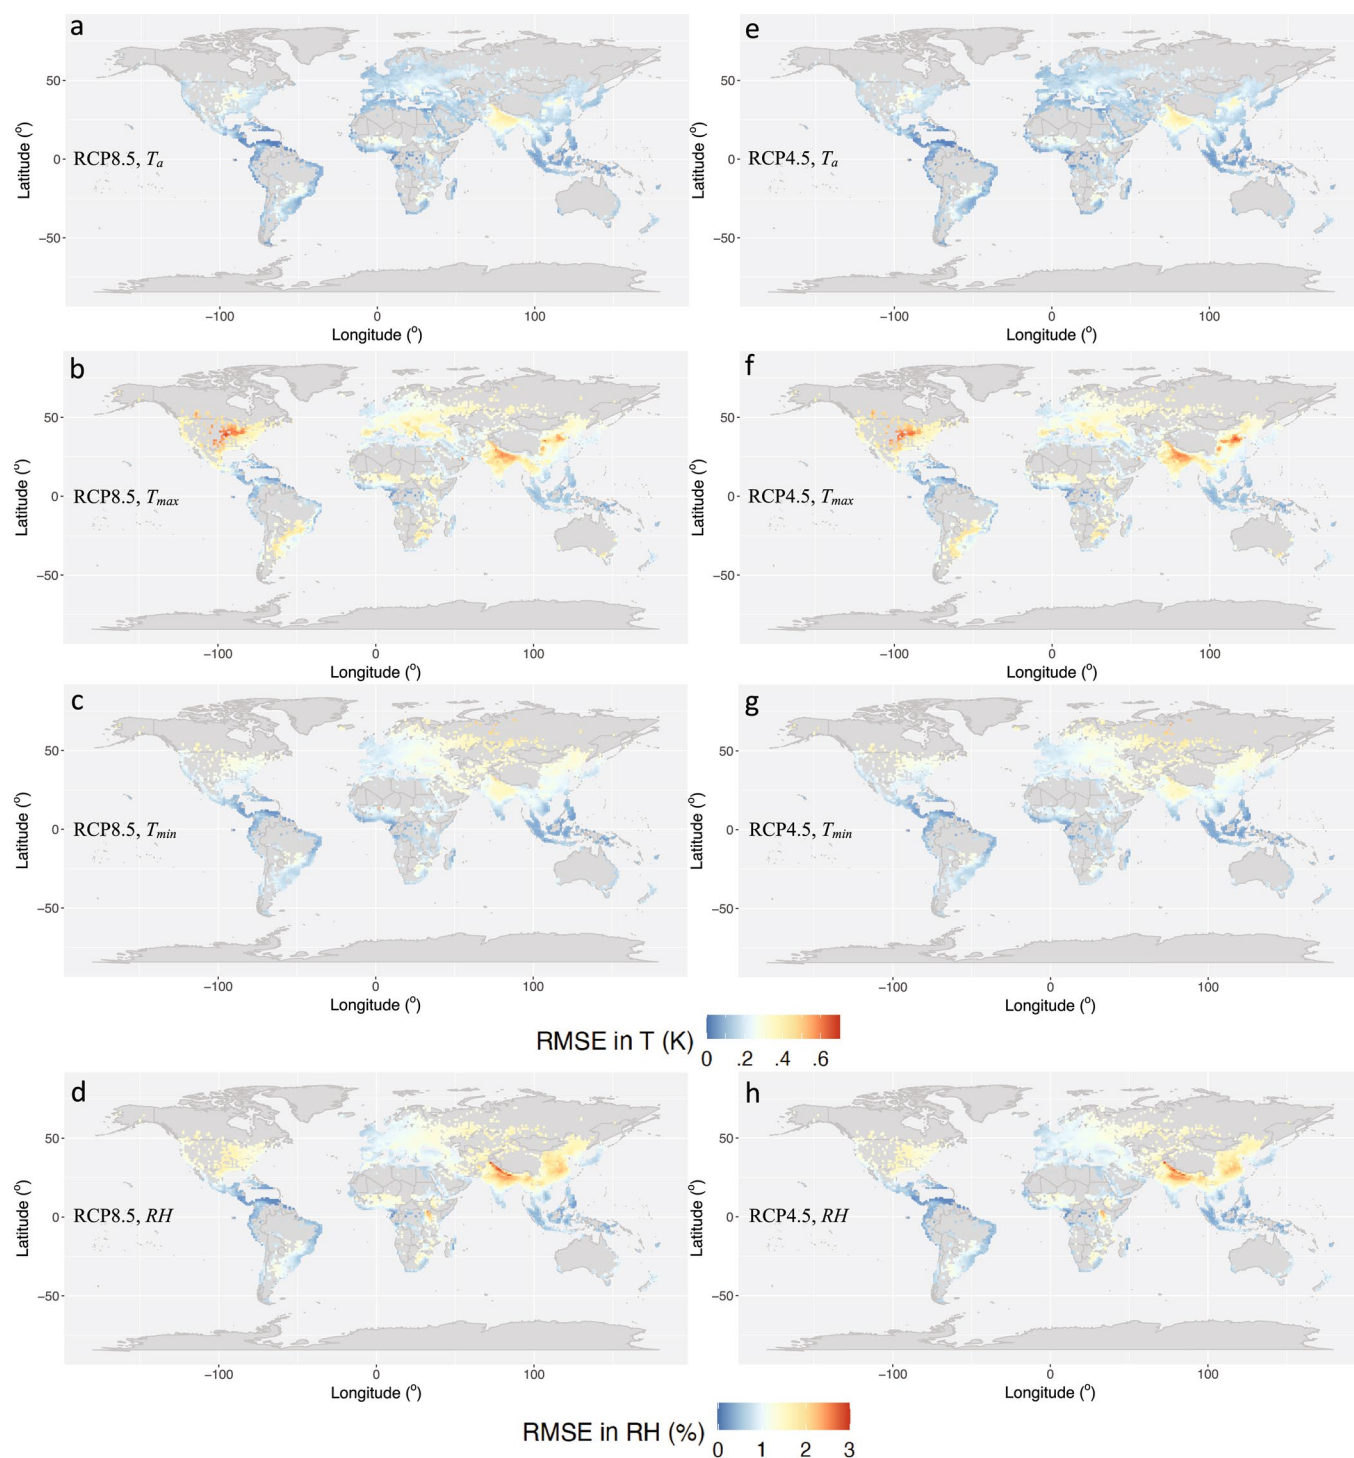 a
50
0
−50
Latitude (o)
RCP8.5, Ta
−100 0 100
Longitude (o)
e
50
0
−50
Latitude (o)
RCP4.5, Ta
−100 0 100
Longitude (o)
b
50
0
−50
Latitude (o)
RCP8.5, Tmax
−100 0 100
Longitude (o)
f
50
0
−50
Latitude (o)
RCP4.5, Tmax
−100 0 100
Longitude (o)
c
50
0
−50
Latitude (o)
RCP8.5, Tmin
−100 0 100
Longitude (o)
g
50
0
−50
Latitude (o)
RCP4.5, Tmin
−100 0 100
Longitude (o)
RMSE in T (K)
0 .2 .4 .6
d
50
0
−50
Latitude (o)
RCP8.5, RH
−100 0 100
Longitude (o)
h
50
0
−50
Latitude (o)
RCP4.5, RH
−100 0 100
Longitude (o)
RMSE in RH (%)
0 1 2 3